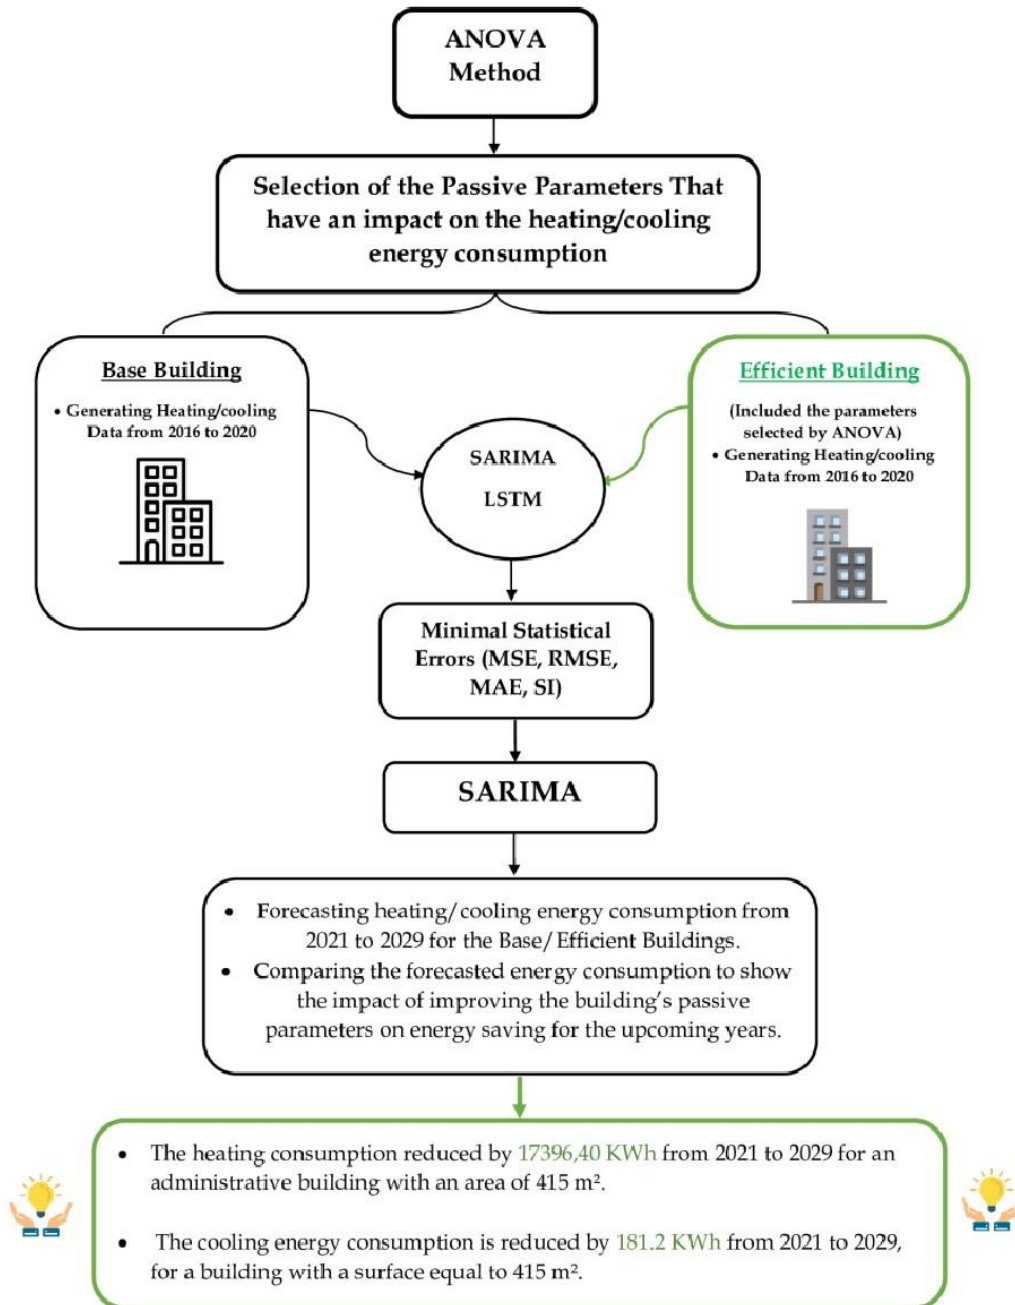 ANOVA
Method
Selection of the Passive Parameters That
have an impact on the heating/cooling
energy consumption
Base Building
• Generating Heating/cooling
Data from 2016 to 2020
SARIMA
LSTM
Efficient Building
(Included the parameters
selected by ANOVA)
• Generating Heating/cooling
Data from 2016 to 2020
Minimal Statistical
Errors (MSE, RMSE,
MAE, SI)
SARIMA
• Forecasting heating/cooling energy consumption from
2021 to 2029 for the Base/Efficient Buildings.
• Comparing the forecasted energy consumption to show
the impact of improving the building's passive
parameters on energy saving for the upcoming years.
• The heating consumption reduced by 17396,40 KWh from 2021 to 2029 for an
administrative building with an area of 415 m².
• The cooling energy consumption is reduced by 181.2 KWh from 2021 to 2029,
for a building with a surface equal to 415 m².